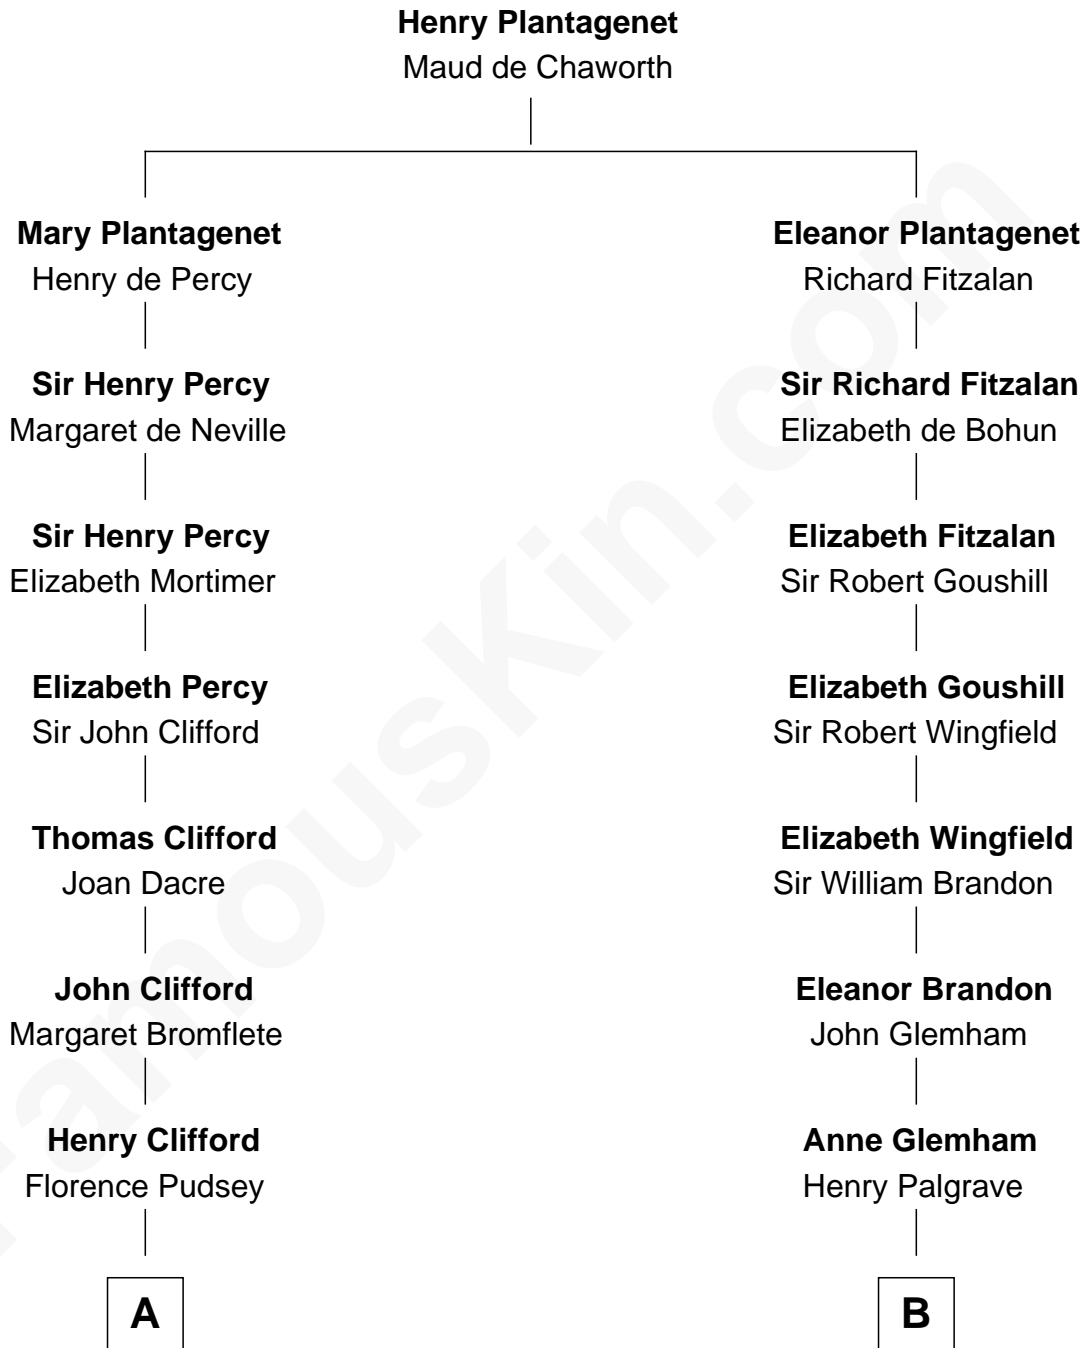 Henry Plantagenet
Maud de Chaworth
Mary Plantagenet
Henry de Percy
Eleanor Plantagenet
Richard Fitzalan
Sir Henry Percy
Margaret de Neville
Sir Richard Fitzalan
Elizabeth de Bohun
Sir Henry Percy
Elizabeth Mortimer
Elizabeth Fitzalan
Sir Robert Goushill
Elizabeth Percy
Sir John Clifford
Elizabeth Goushill
Sir Robert Wingfield
Thomas Clifford
Joan Dacre
Elizabeth Wingfield
Sir William Brandon
John Clifford
Margaret Bromflete
Eleanor Brandon
John Glemham
Henry Clifford
Florence Pudsey
Anne Glemham
Henry Palgrave
A
B
FamousKin.com